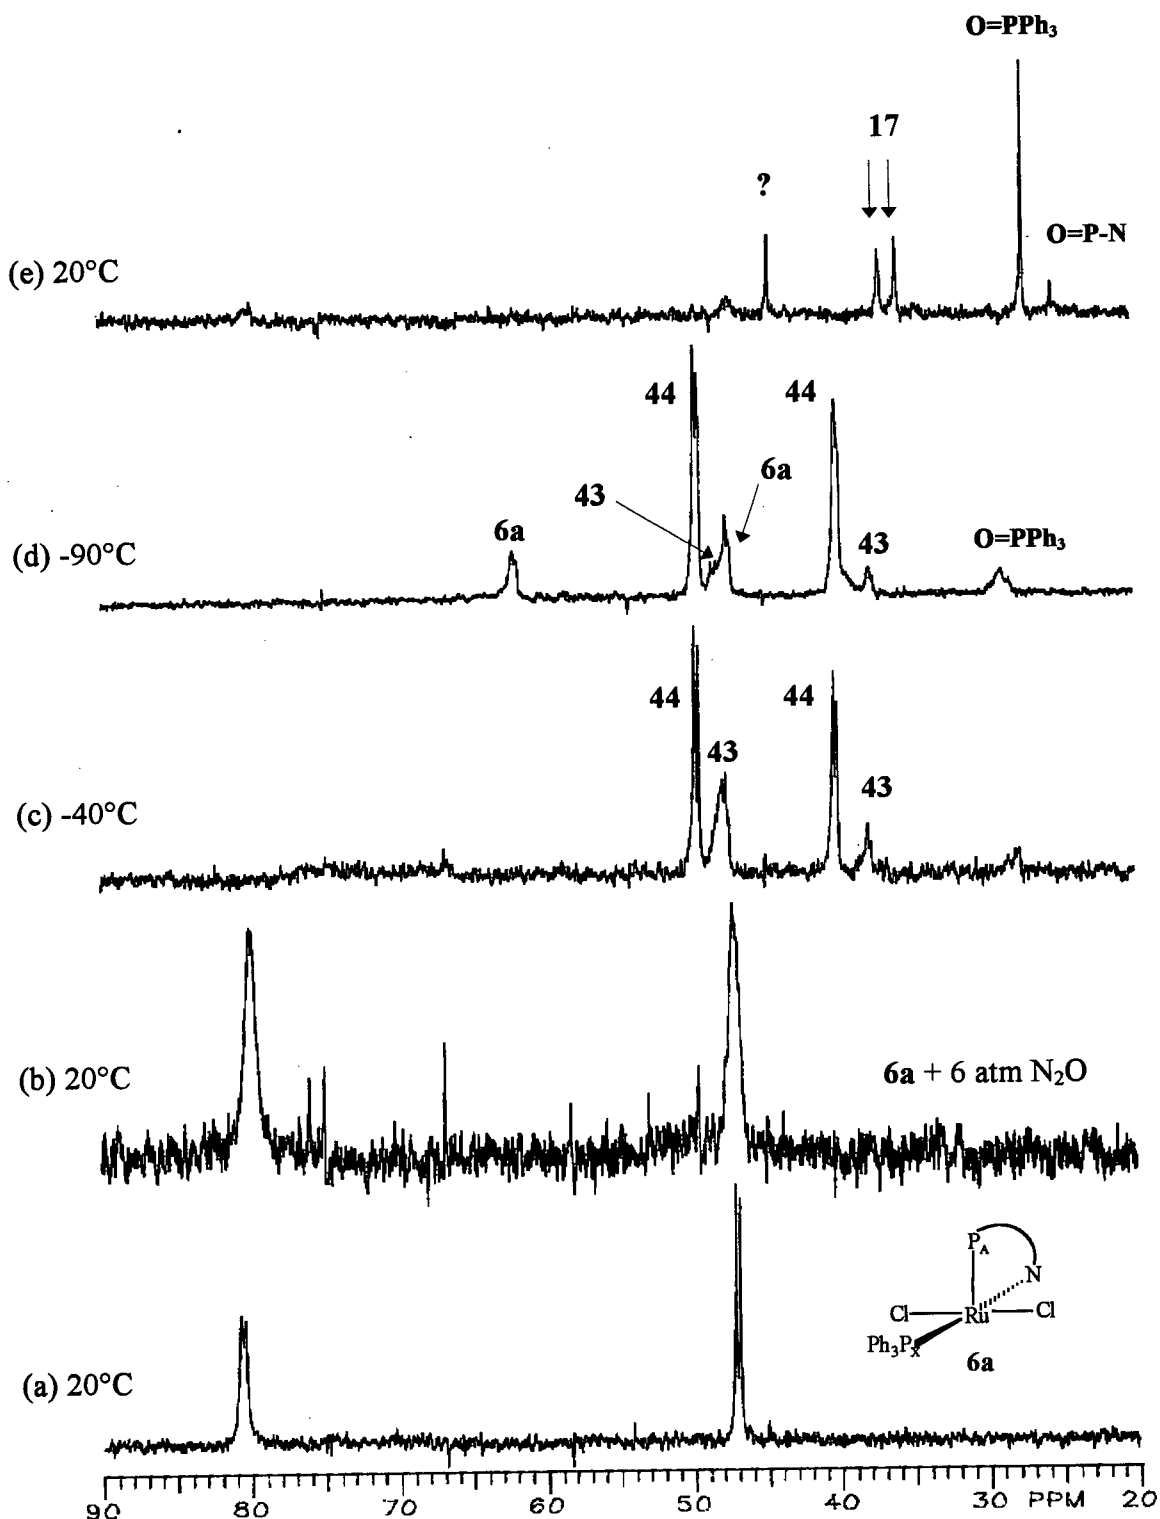 O=PPh₃
17
?
O=P-N
(e) 20°C
44
44
6a
43
6a
43
O=PPh₃
(d) -90°C
44
44
43
43
(c) -40°C
(b) 20°C
6a + 6 atm N₂O
P_A
N
Cl
Ru
Cl
Ph₃P_X
6a
(a) 20°C
90 80 70 60 50 40 30 PPM 20